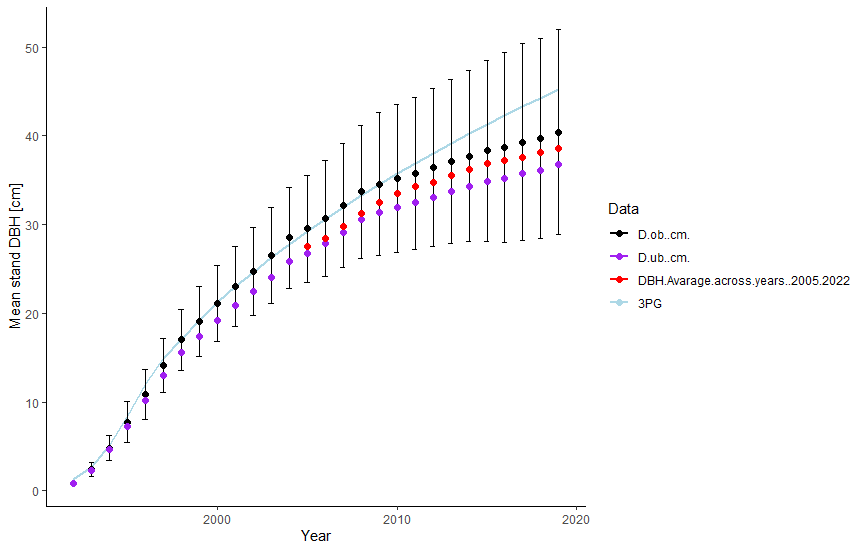 50
40
30
20
10
0
Mean stand DBH [cm]
2000
2010
2020
Year
Data
D.ob..cm.
D.ub..cm.
DBH.Avarage.across.years..2005.2022
3PG